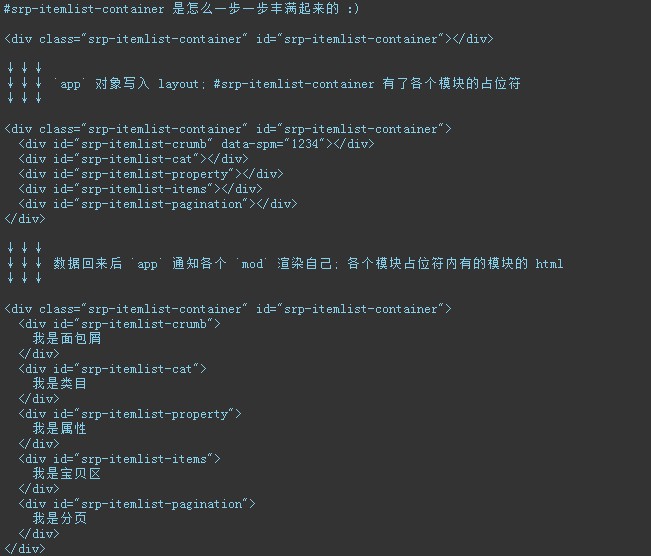 #srp-itemlist-container 是怎么一步一步丰满起来的 :)
<div class="srp-itemlist-container" id="srp-itemlist-container"></div>
↓↓↓
↓↓↓ `app` 对象写入 layout; #srp-itemlist-container 有了各个模块的占位符
↓↓↓
<div class="srp-itemlist-container" id="srp-itemlist-container">
  <div id="srp-itemlist-crumb" data-spm="1234"></div>
  <div id="srp-itemlist-cat"></div>
  <div id="srp-itemlist-property"></div>
  <div id="srp-itemlist-items"></div>
  <div id="srp-itemlist-pagination"></div>
</div>
↓↓↓
↓↓↓ 数据回来后 `app` 通知各个 `mod` 渲染自己; 各个模块占位符内有的模块的 html
↓↓↓
<div class="srp-itemlist-container" id="srp-itemlist-container">
  <div id="srp-itemlist-crumb">
    我是面包屑
  </div>
  <div id="srp-itemlist-cat">
    我是类目
  </div>
  <div id="srp-itemlist-property">
    我是属性
  </div>
  <div id="srp-itemlist-items">
    我是宝贝区
  </div>
  <div id="srp-itemlist-pagination">
    我是分页
  </div>
</div>